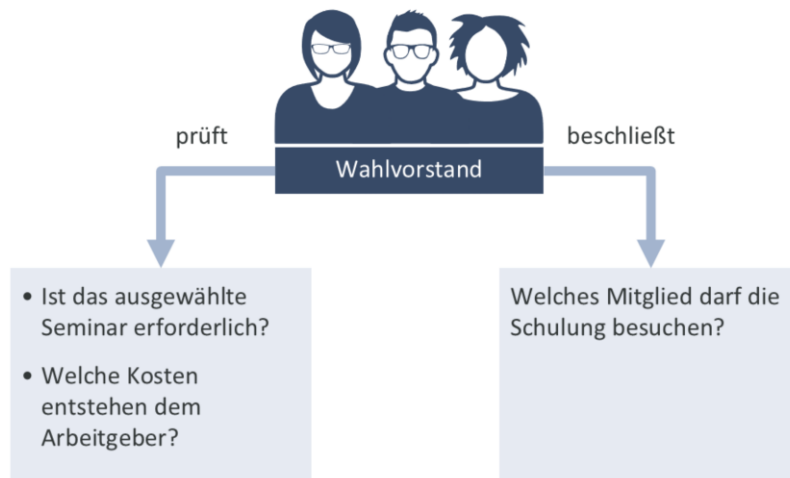 prüft
beschließt
Wahlvorstand
• Ist das ausgewählte
Seminar erforderlich?
• Welche Kosten
entstehen dem
Arbeitgeber?
Welches Mitglied darf die
Schulung besuchen?